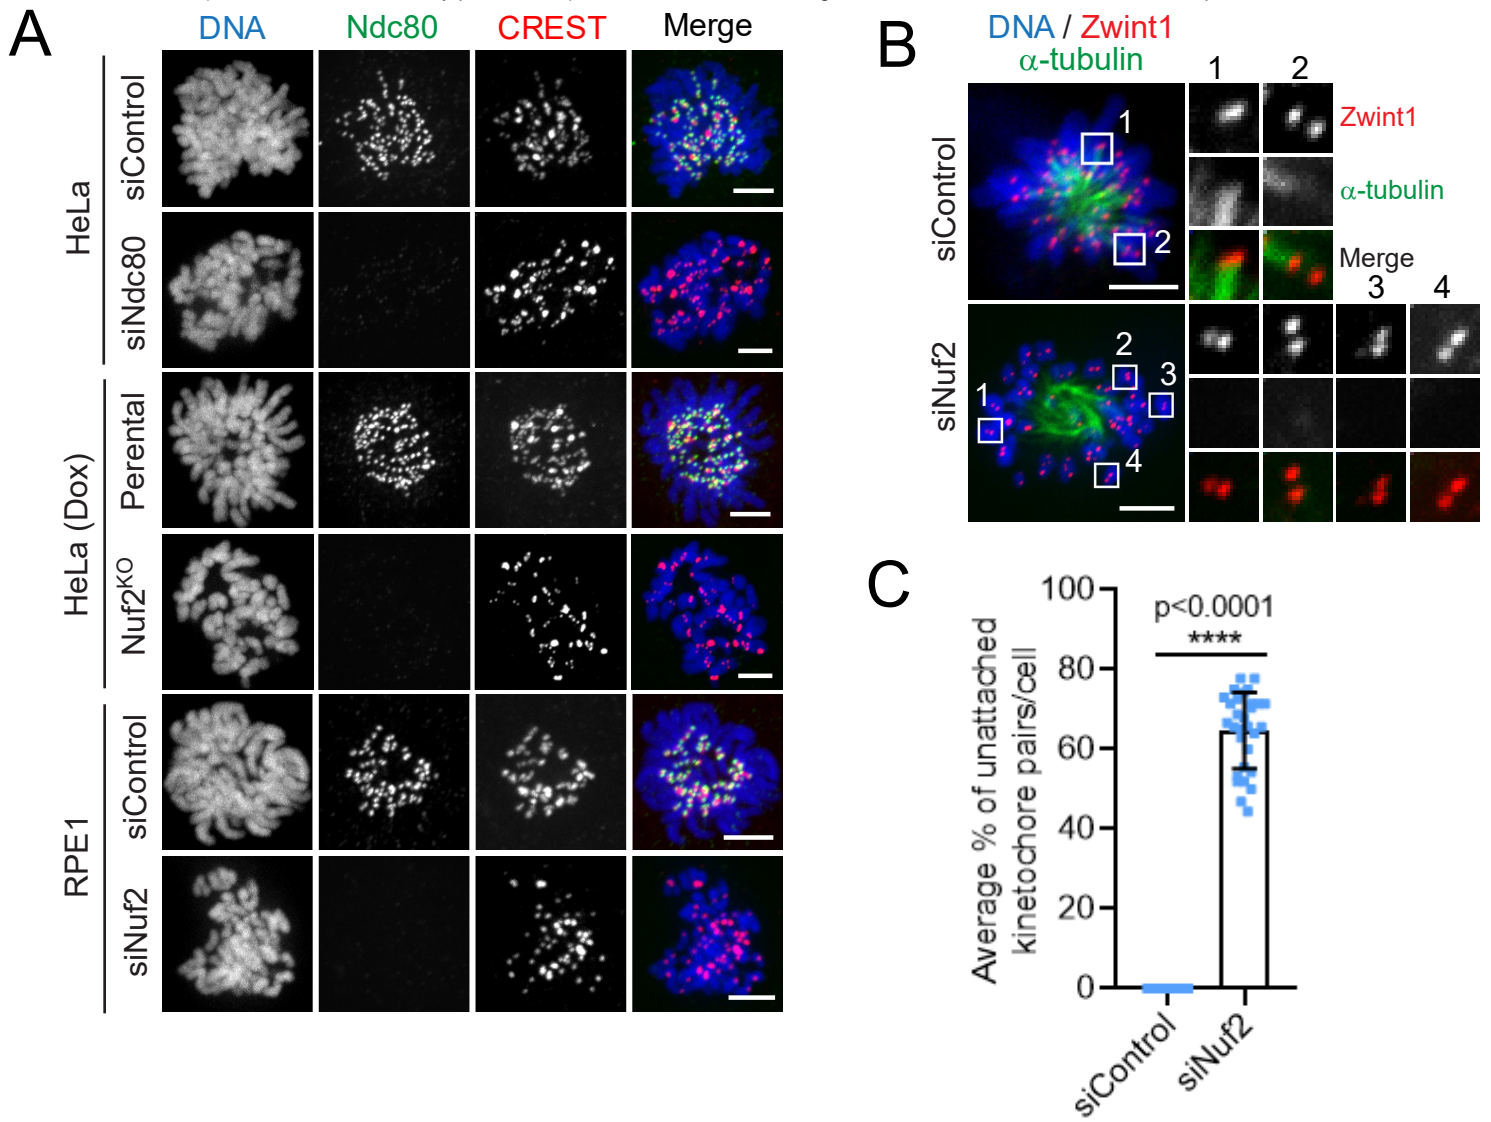 A
DNA
Ndc80
CREST
Merge
HeLa
siControl
siNdc80
HeLa (Dox)
Perental
Nuf2KO
RPE1
siControl
siNuf2
B
DNA / Zwint1
α-tubulin
1
2
siControl
1
2
Zwint1
α-tubulin
Merge
3
4
siNuf2
1
2
3
4
C
Average % of unattached
kinetochore pairs/cell
100
80
60
40
20
0
p<0.0001
****
siControl
siNuf2